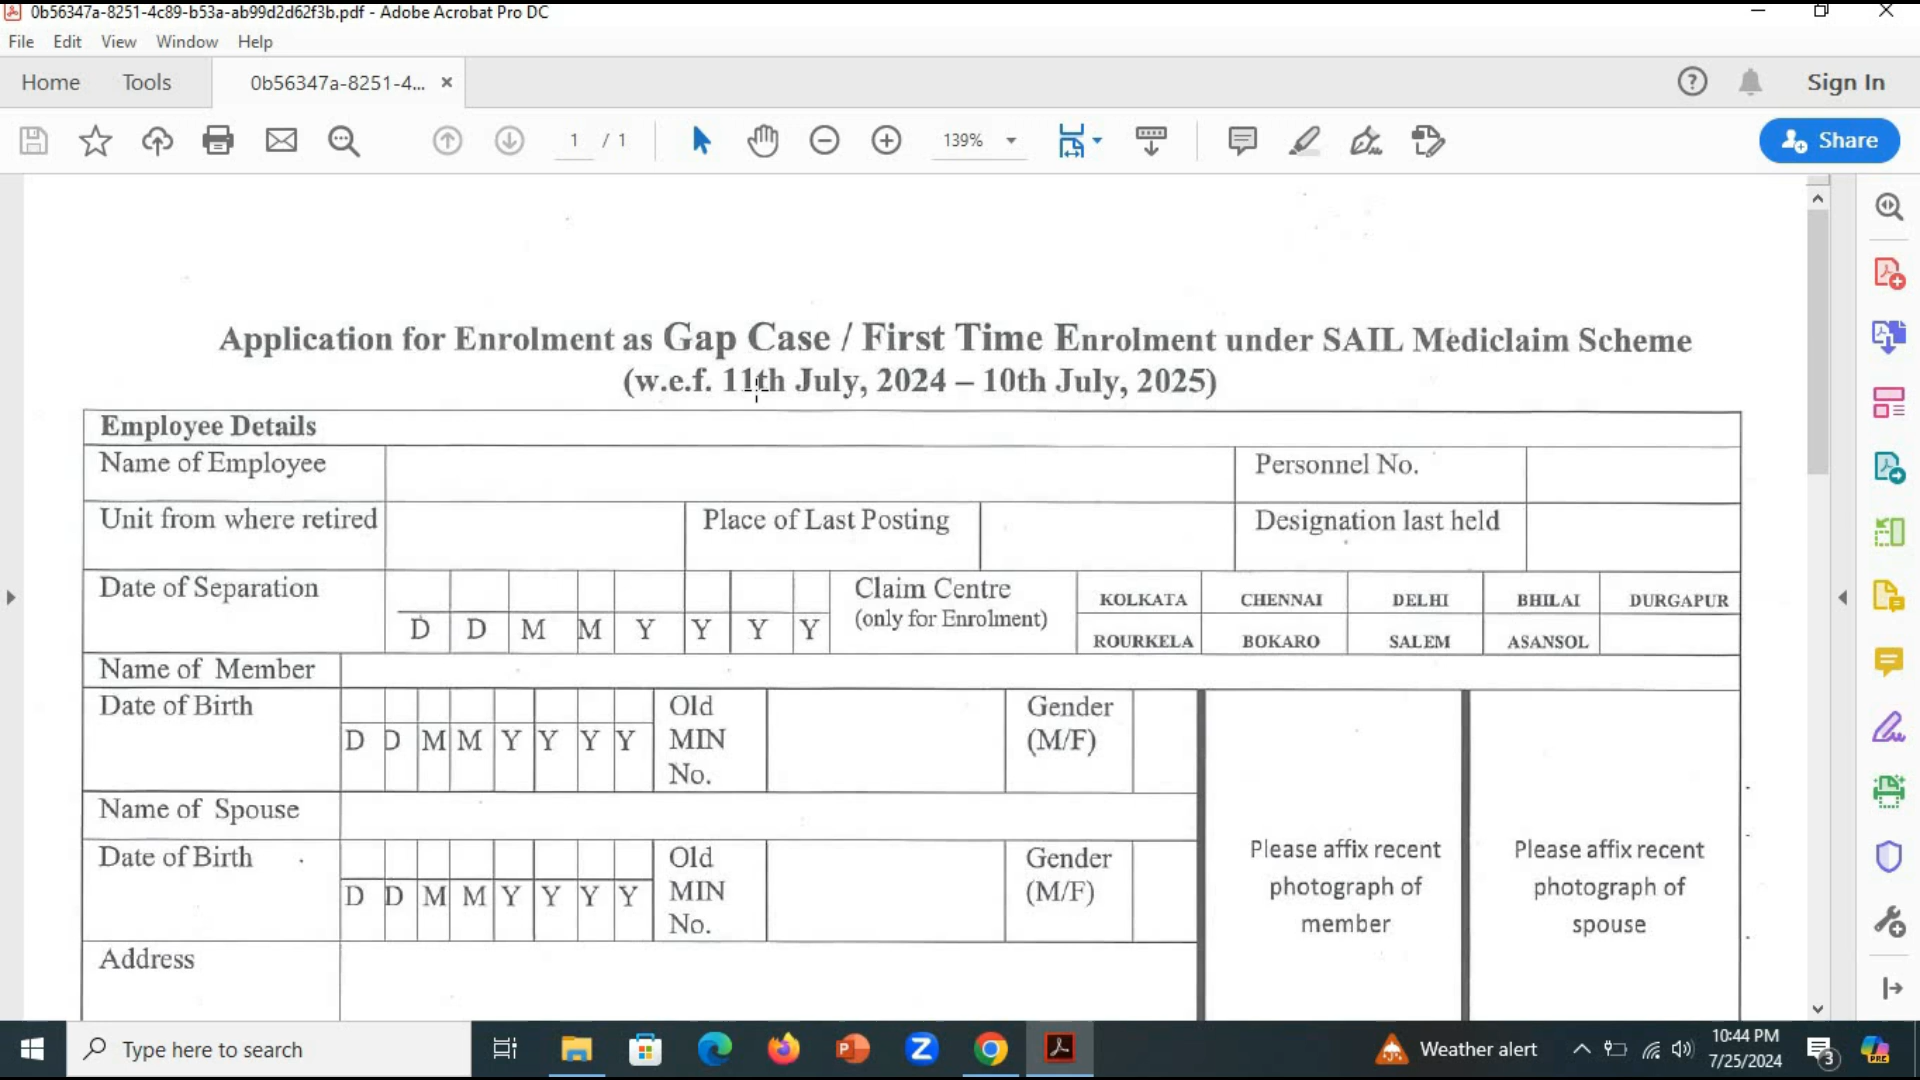 0b56347a-8251-4c89-b53a-ab99d2d62f3b.pdf - Adobe Acrobat Pro DC
File Edit View Window Help
Home Tools 0b56347a-8251-4... × Sign In
1 / 1 139% Share
Application for Enrolment as Gap Case / First Time Enrolment under SAIL Mediclaim Scheme
(w.e.f. 11th July, 2024 – 10th July, 2025)
Employee Details
Name of Employee Personnel No.
Unit from where retired Place of Last Posting Designation last held
Date of Separation D D M M Y Y Y Y Claim Centre (only for Enrolment) KOLKATA CHENNAI DELHI BHILAI DURGAPUR
ROURKELA BOKARO SALEM ASANSOL
Name of Member
Date of Birth D D M M Y Y Y Y Old MIN No. Gender (M/F)
Name of Spouse
Date of Birth D D M M Y Y Y Y Old MIN No. Gender (M/F)
Please affix recent photograph of member
Please affix recent photograph of spouse
Address
Type here to search
Weather alert
10:44 PM
7/25/2024
3
PRE